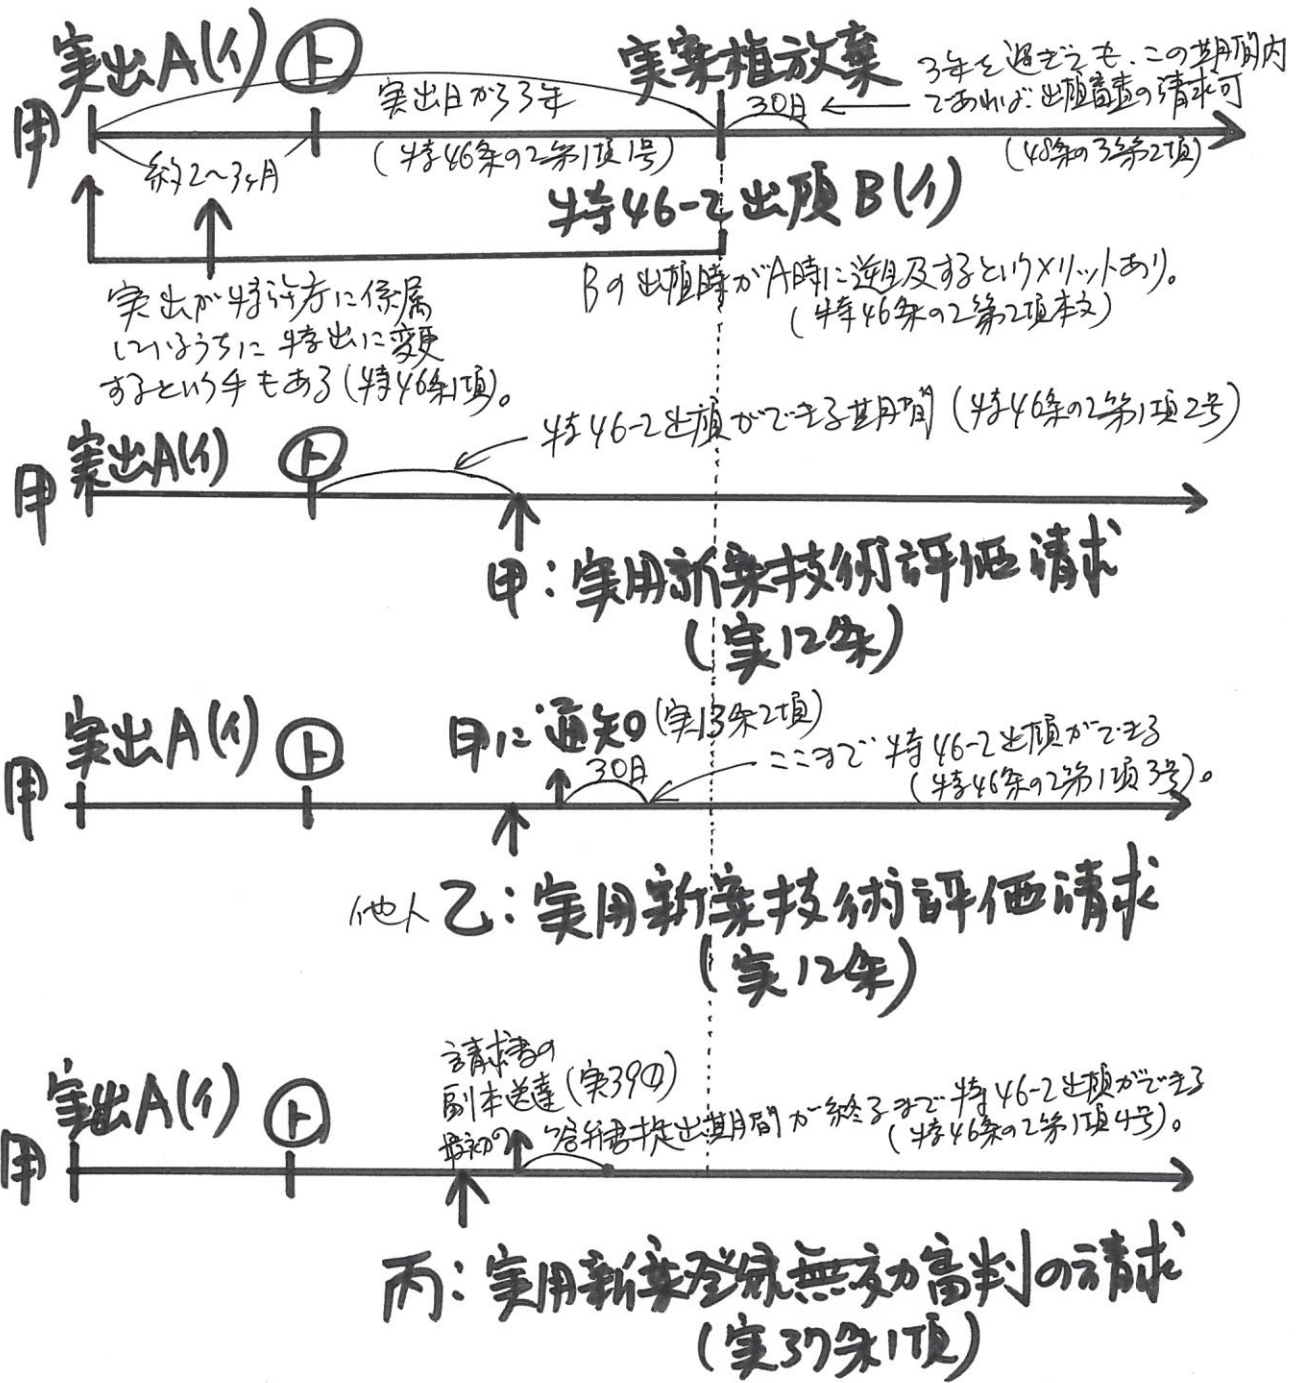 甲
実出A(イ)
ト
実出日から3年
(特46条の2第1項1号)
約2〜3ヶ月
実案権放棄
30日
3年を過ぎても、この期間内
であれば出願審査の請求可
(48条の3第2項)
特46-2出願B(イ)
Bの出願時がA時に遡及するというメリットあり。
(特46条の2第2項本文)
実出が特許庁に係属
しているうちに特出に変更
するという手もある(特46条1項)。
甲
実出A(イ)
ト
特46-2出願ができる期間(特46条の2第1項2号)
甲:実用新案技術評価請求
(実12条)
甲
実出A(イ)
ト
甲に通知(実13条2項)
30日
ここまで特46-2出願ができる
(特46条の2第1項3号)。
他人乙:実用新案技術評価請求
(実12条)
甲
実出A(イ)
ト
請求書の
副本送達(実39①)
最初の答弁書提出期間が終るまで特46-2出願ができる
(特46条の2第1項4号)。
丙:実用新案登録無効審判の請求
(実37条1項)